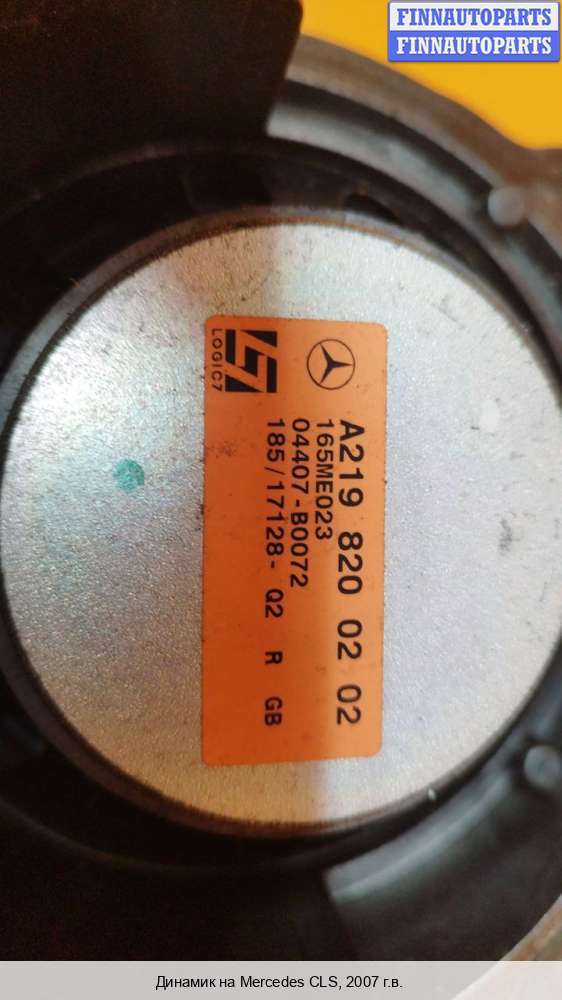 FINNAUTOPARTS
FINNAUTOPARTS
LOGIC7
A219 820 02 02
165ME023
04407-B0072
185/17128- Q2 R GB
Динамик на Mercedes CLS, 2007 г.в.